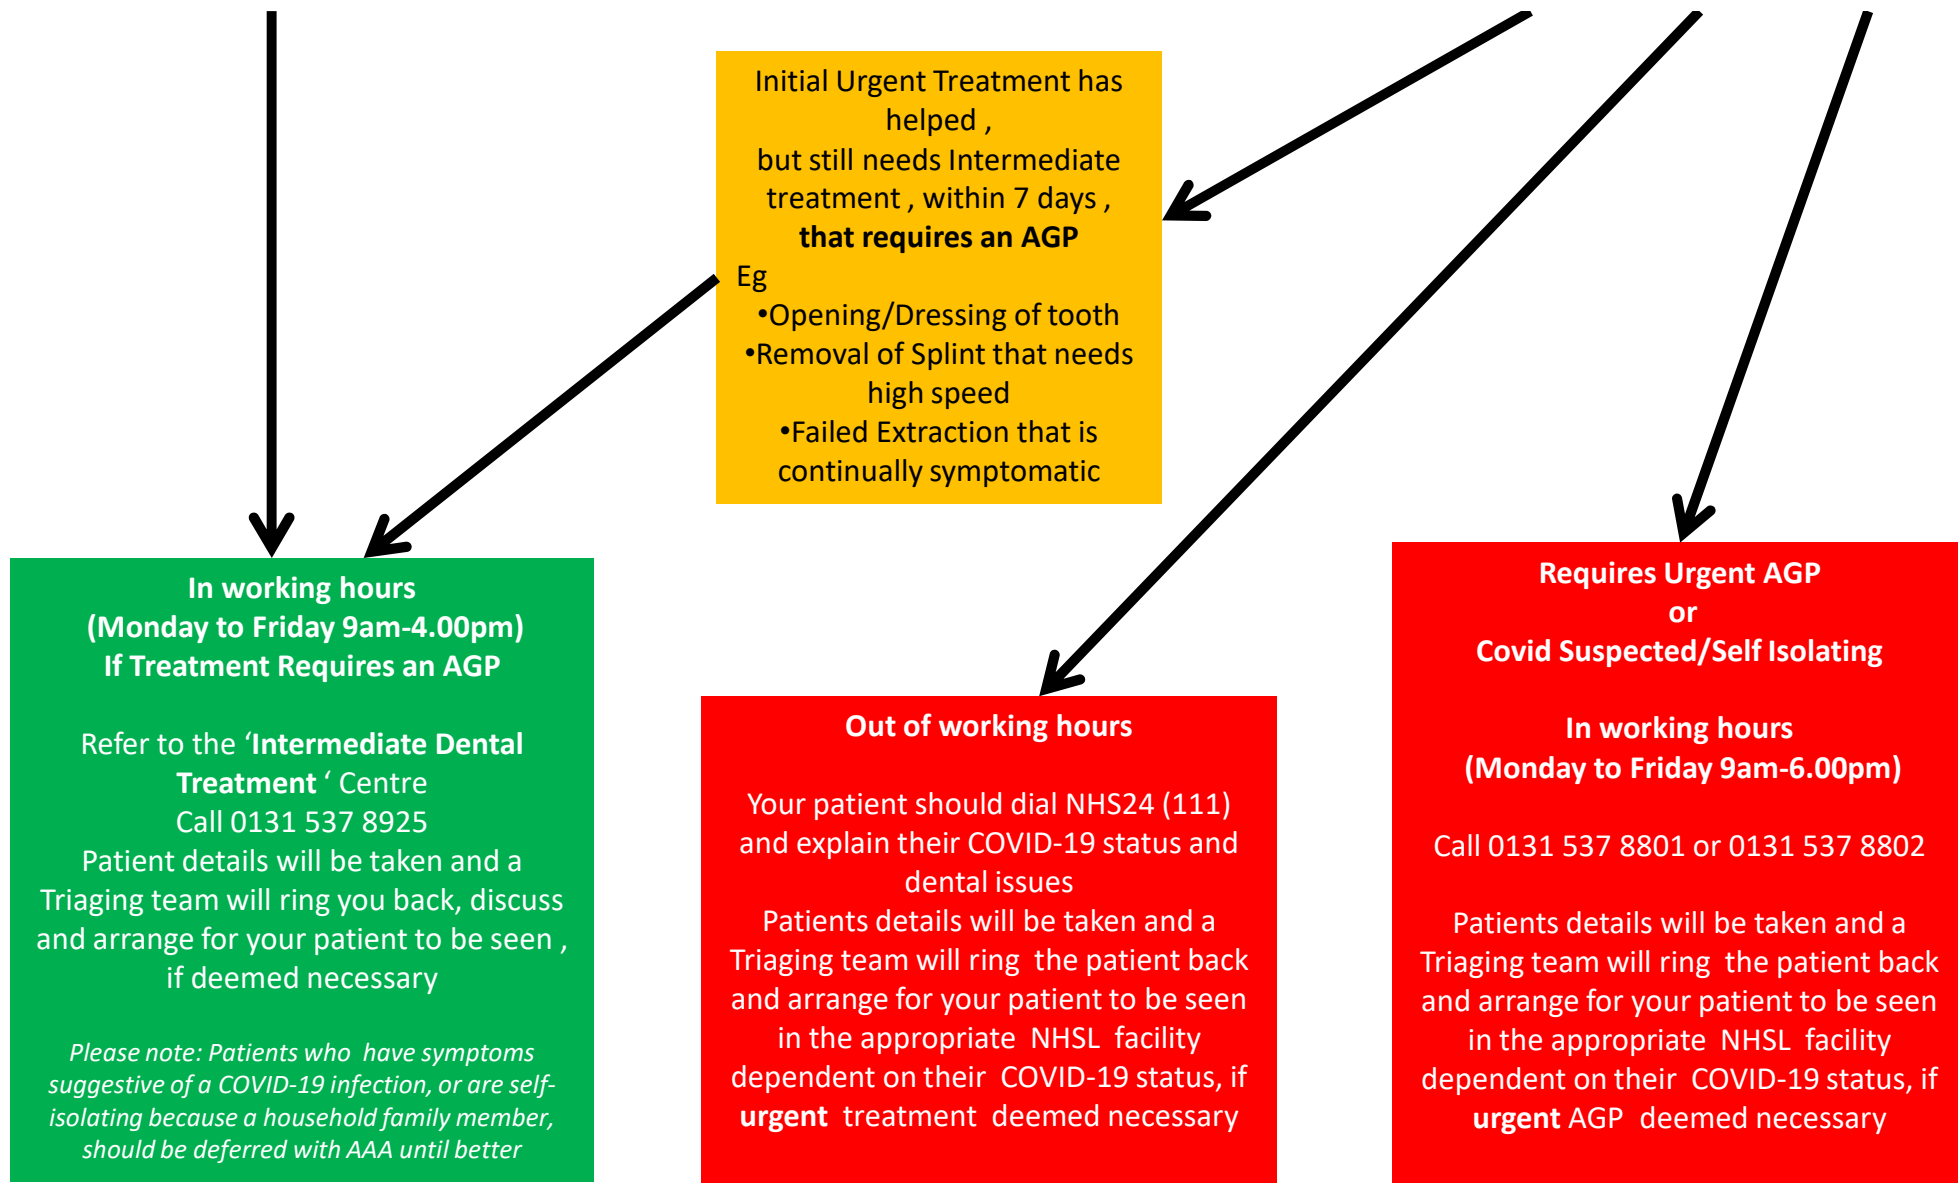 Initial Urgent Treatment has
helped ,
but still needs Intermediate
treatment , within 7 days ,
that requires an AGP
Eg
•Opening/Dressing of tooth
•Removal of Splint that needs
high speed
•Failed Extraction that is
continually symptomatic
In working hours
(Monday to Friday 9am-4.00pm)
If Treatment Requires an AGP
Refer to the ‘Intermediate Dental
Treatment ‘ Centre
Call 0131 537 8925
Patient details will be taken and a
Triaging team will ring you back, discuss
and arrange for your patient to be seen ,
if deemed necessary
Please note: Patients who  have symptoms
suggestive of a COVID-19 infection, or are self-
isolating because a household family member,
should be deferred with AAA until better
Out of working hours
Your patient should dial NHS24 (111)
and explain their COVID-19 status and
dental issues
Patients details will be taken and a
Triaging team will ring  the patient back
and arrange for your patient to be seen
in the appropriate  NHSL  facility
dependent on their  COVID-19 status, if
urgent  treatment  deemed necessary
Requires Urgent AGP
or
Covid Suspected/Self Isolating
In working hours
(Monday to Friday 9am-6.00pm)
Call 0131 537 8801 or 0131 537 8802
Patients details will be taken and a
Triaging team will ring  the patient back
and arrange for your patient to be seen
in the appropriate  NHSL  facility
dependent on their  COVID-19 status, if
urgent AGP  deemed necessary